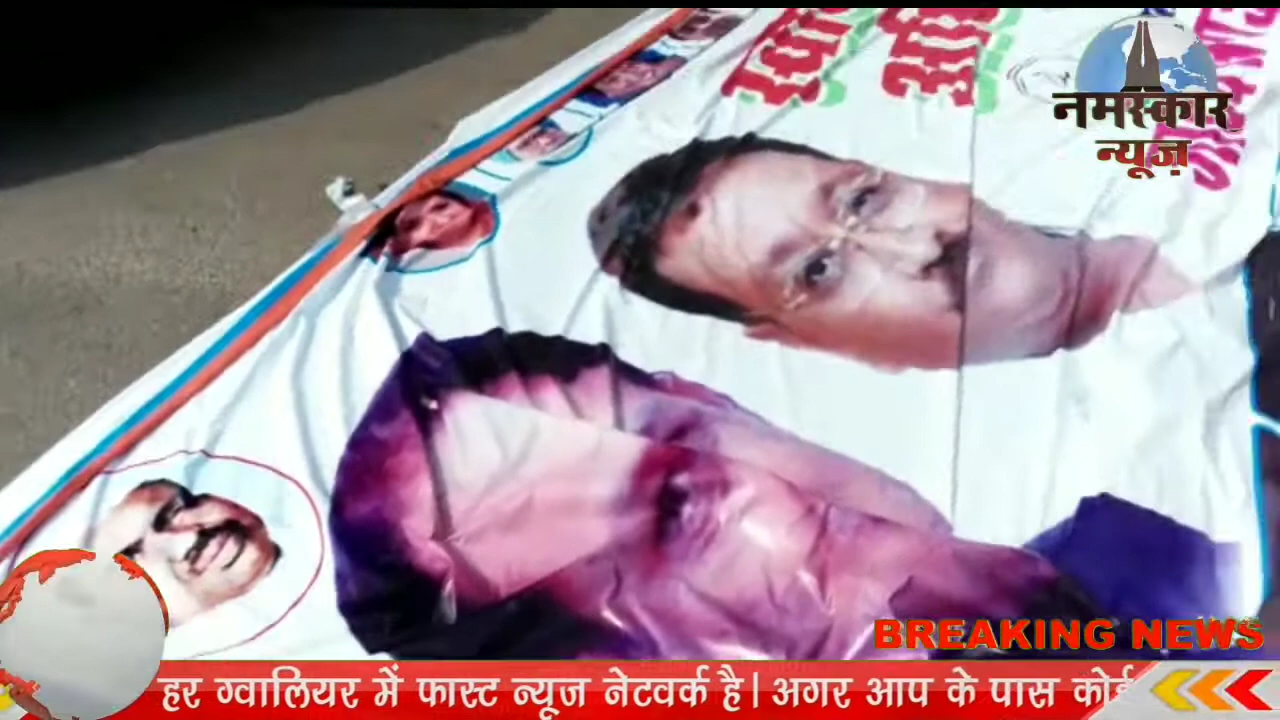 नमस्कार
न्यूज़
BREAKING NEWS
हर ग्वालियर में फास्ट न्यूज नेटवर्क है। अगर आप के पास कोई